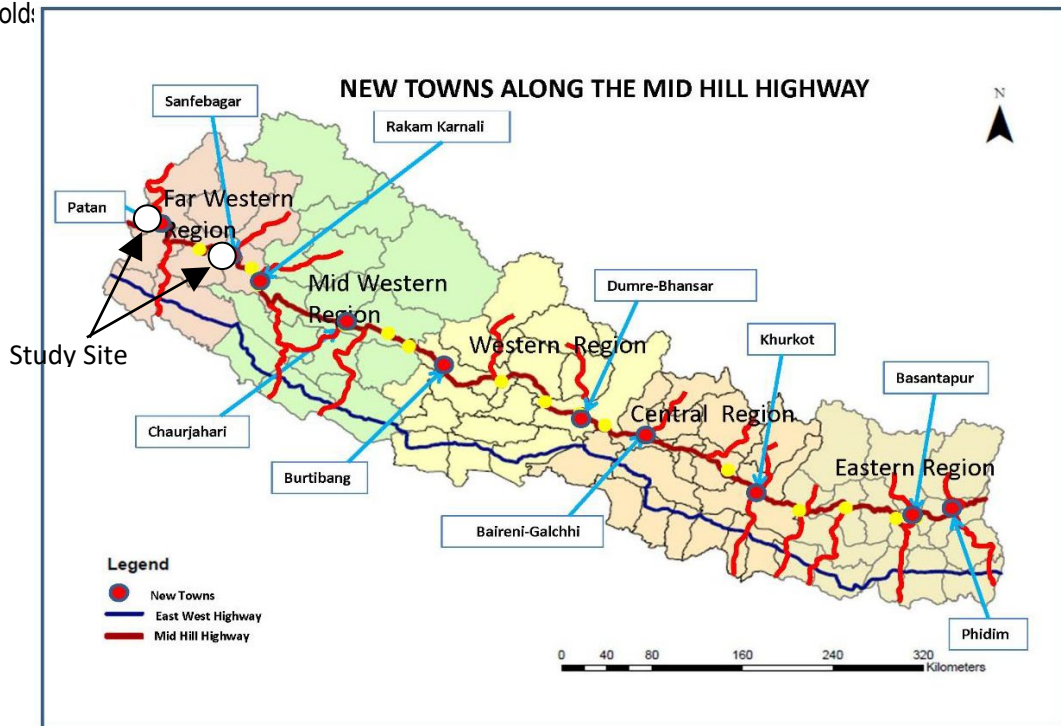 olds
NEW TOWNS ALONG THE MID HILL HIGHWAY
N
Sanfebagar
Rakam Karnali
Patan
Far Western
Region
Mid Western
Region
Dumre-Bhansar
Study Site
Western Region
Khurkot
Basantapur
Central Region
Chaurjahari
Eastern Region
Burtibang
Baireni-Galchhi
Legend
New Towns
East West Highway
Mid Hill Highway
Phidim
0 40 80 160 240 320
Kilometers